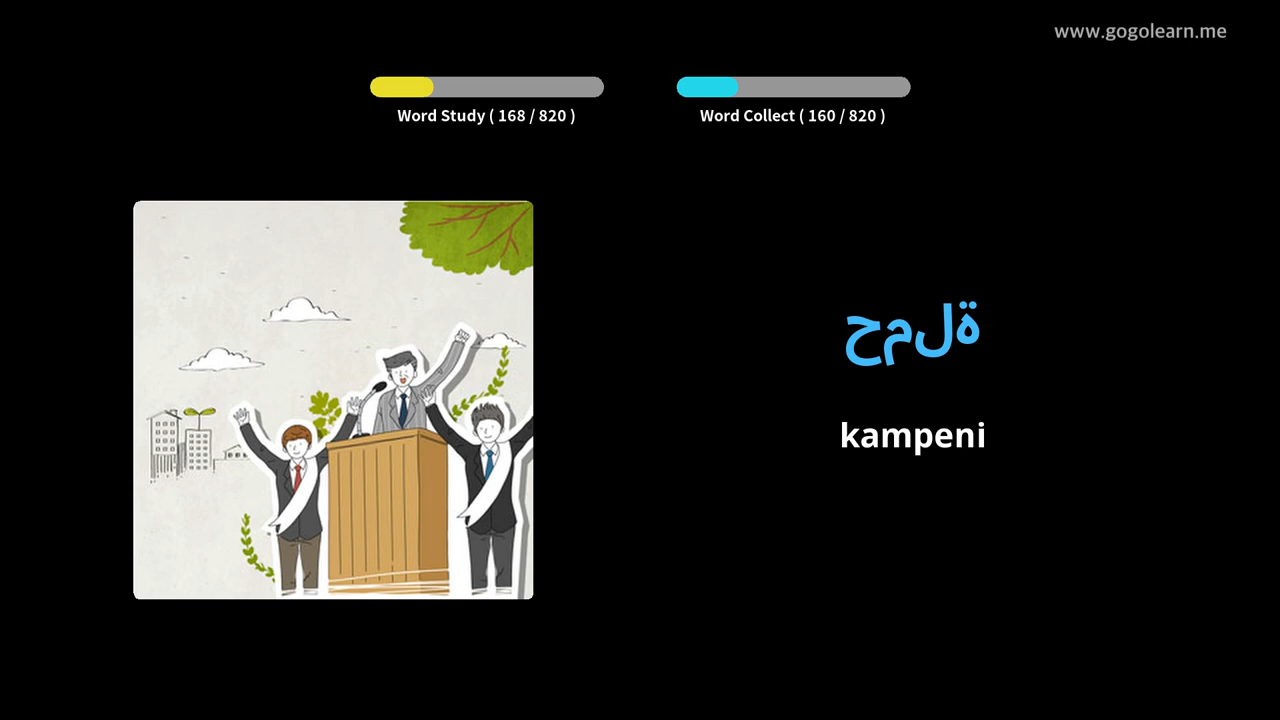 www.gogolearn.me
Word Study ( 168 / 820 )
Word Collect ( 160 / 820 )
حملة
kampeni